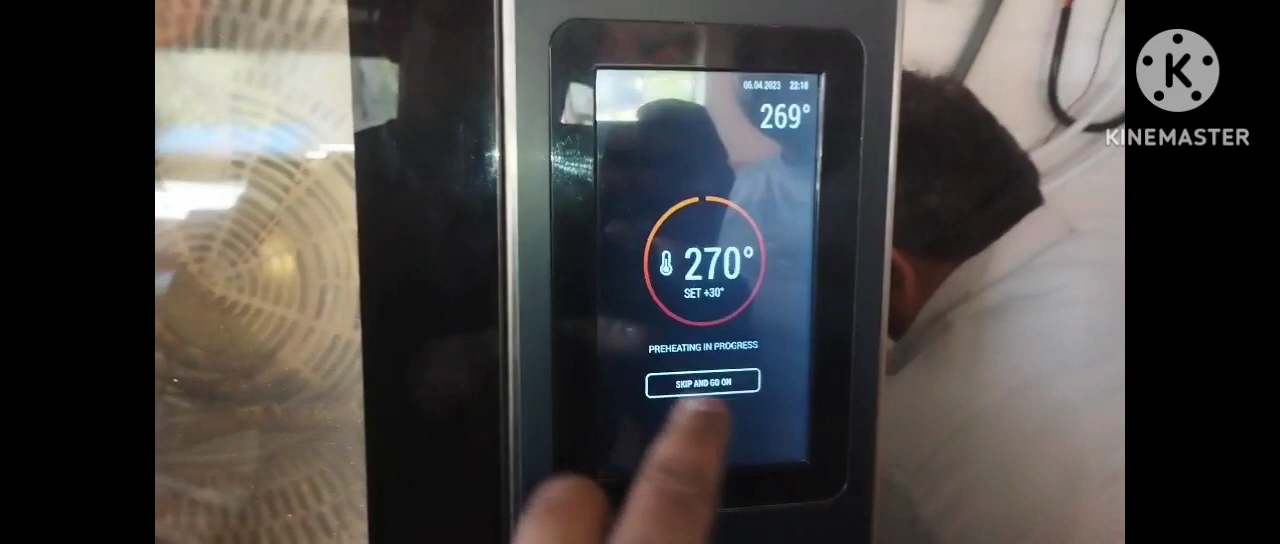 06.04.2023 22:18
269°
K
KINEMASTER
270°
SET +30°
PREHEATING IN PROGRESS
SKIP AND GO ON